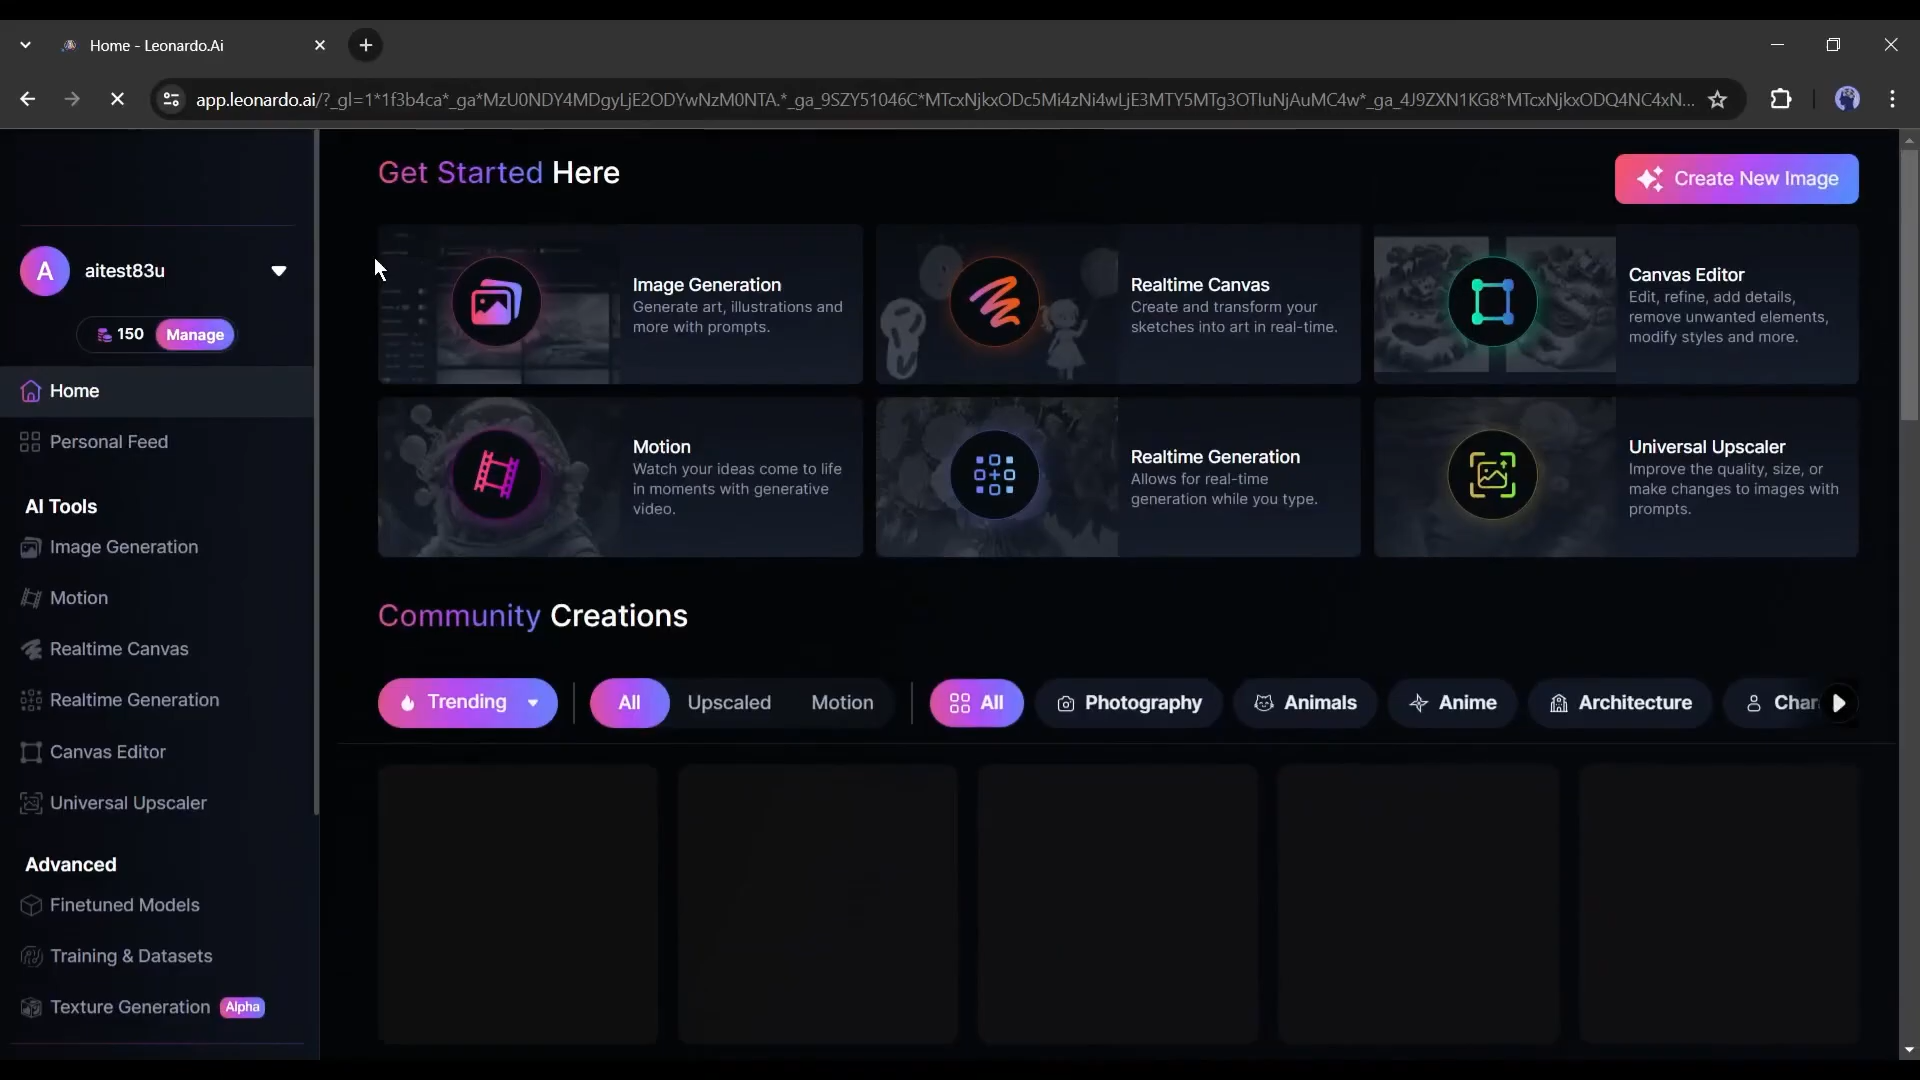 Home - Leonardo.Ai
app.leonardo.ai/?_gl=1*1f3b4ca*_ga*MzU0NDY4MDgyLjE2ODYwNzM0NTA.*_ga_9SZY51046C*MTcxNjkxODc5Mi4zNi4wLjE3MTY5MTg3OTIuNjAuMC4w*_ga_4J9ZXN1KG8*MTcxNjkxODQ4NC4xN...
Get Started Here
Create New Image
A
aitest83u
150
Manage
Home
Personal Feed
AI Tools
Image Generation
Motion
Realtime Canvas
Realtime Generation
Canvas Editor
Universal Upscaler
Advanced
Finetuned Models
Training & Datasets
Texture Generation Alpha
Image Generation
Generate art, illustrations and
more with prompts.
Realtime Canvas
Create and transform your
sketches into art in real-time.
Canvas Editor
Edit, refine, add details,
remove unwanted elements,
modify styles and more.
Motion
Watch your ideas come to life
in moments with generative
video.
Realtime Generation
Allows for real-time
generation while you type.
Universal Upscaler
Improve the quality, size, or
make changes to images with
prompts.
Community Creations
Trending
All Upscaled Motion
All Photography Animals Anime Architecture Char